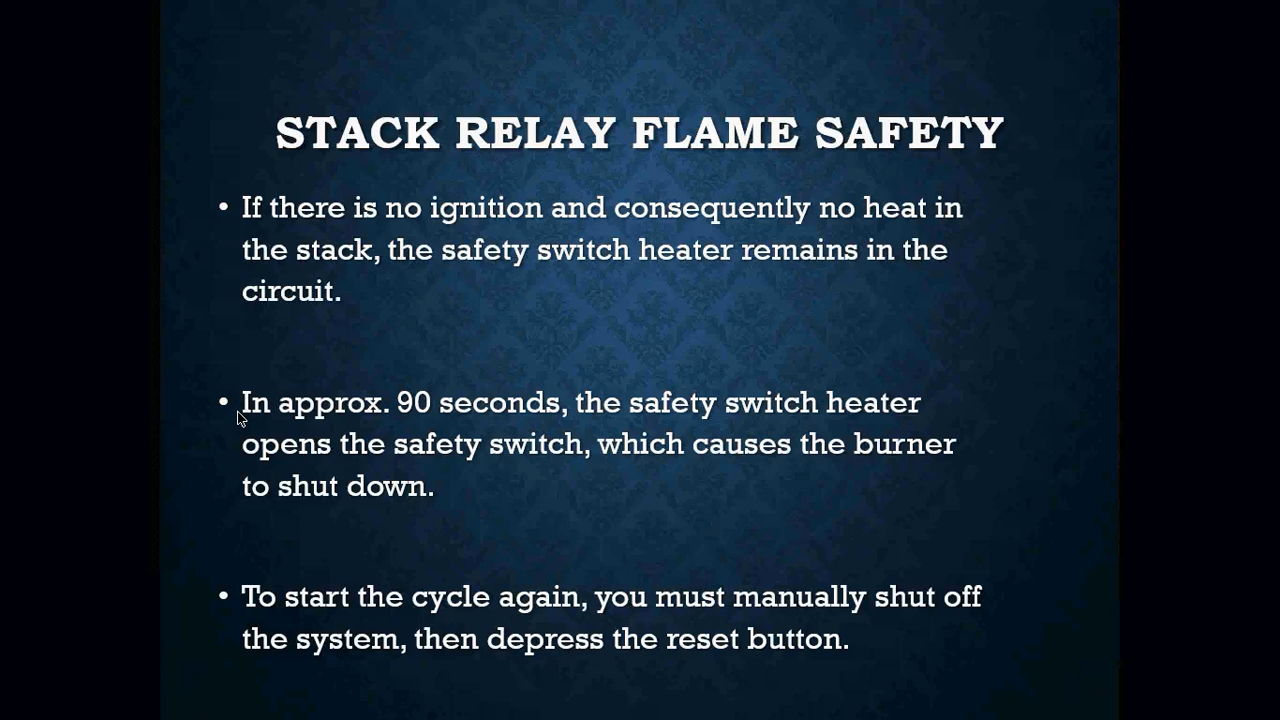 STACK RELAY FLAME SAFETY
• If there is no ignition and consequently no heat in
the stack, the safety switch heater remains in the
circuit.
• In approx. 90 seconds, the safety switch heater
opens the safety switch, which causes the burner
to shut down.
• To start the cycle again, you must manually shut off
the system, then depress the reset button.